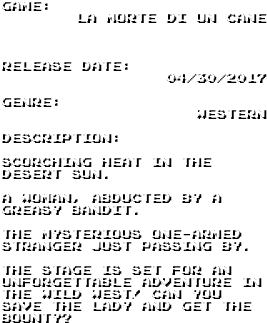 GAME:
LA MORTE DI UN CANE
RELEASE DATE:
04/30/2017
GENRE:
WESTERN
DESCRIPTION:
SCORCHING HEAT IN THE
DESERT SUN.
A WOMAN, ABDUCTED BY A
GREASY BANDIT.
THE MYSTERIOUS ONE-ARMED
STRANGER JUST PASSING BY.
THE STAGE IS SET FOR AN
UNFORGETTABLE ADVENTURE IN
THE WILD WEST! CAN YOU
SAVE THE LADY AND GET THE
BOUNTY?